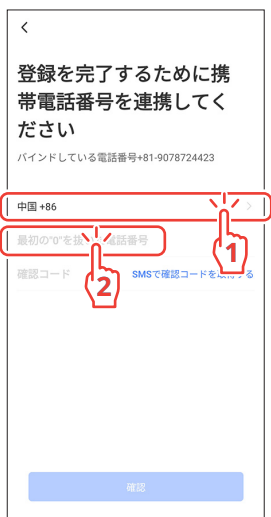 登録を完了するために携
帯電話番号を連携してく
ださい
バインドしている電話番号+81-9078724423
中国 +86
1
最初の"0"を抜 電話番号
2
確認コード
SMSで確認コードを取得する
確認